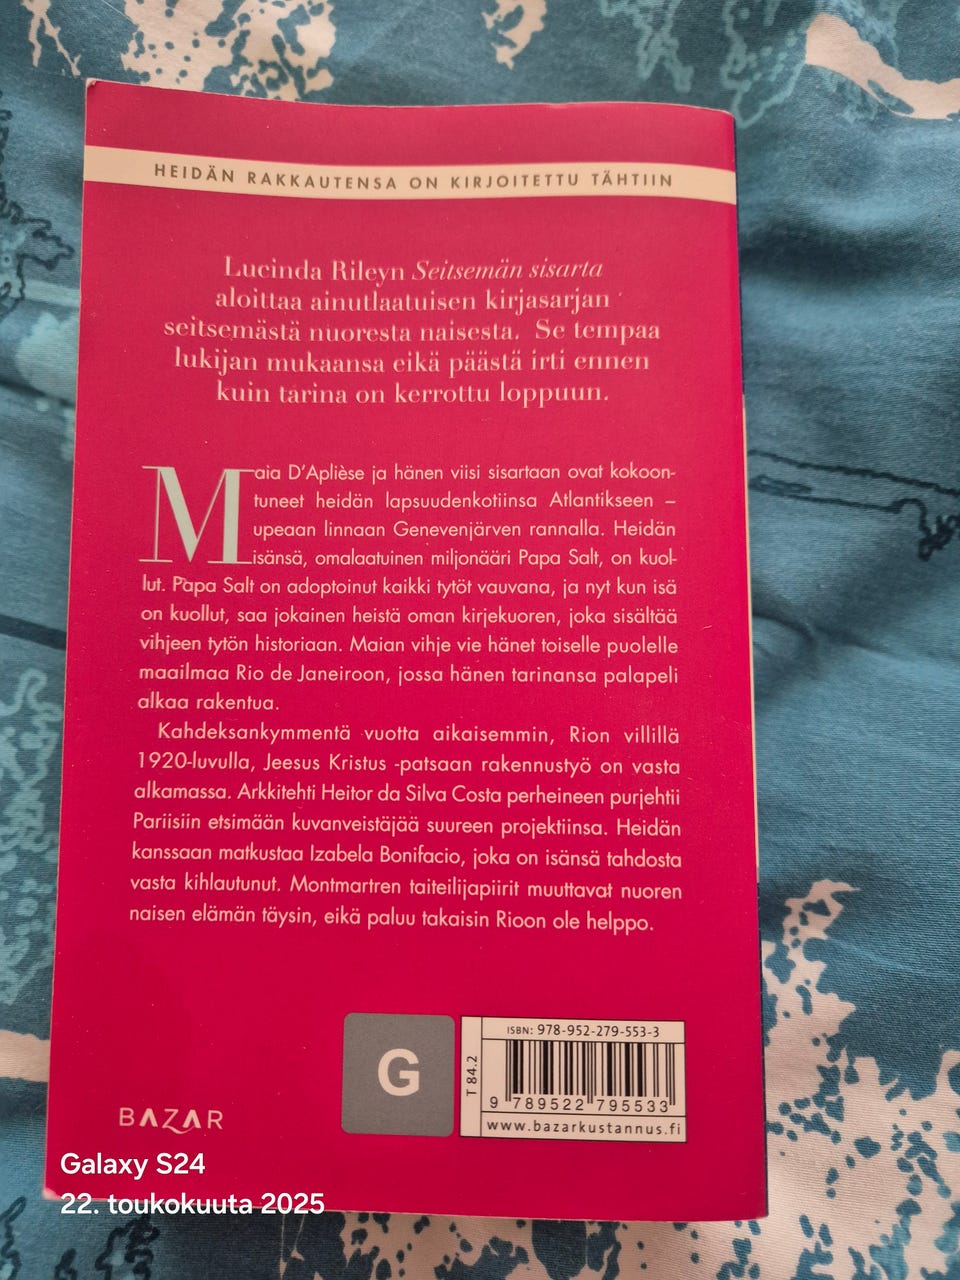 HEIDÄN RAKKAUTENSA ON KIRJOITETTU TÄHTIIN
Lucinda Rileyn Seitsemän sisarta
aloittaa ainutlaatuisen kirjasarjan
seitsemästä nuoresta naisesta. Se tempaa
lukijan mukaansa eikä päästä irti ennen
kuin tarina on kerrottu loppuun.
Maia D'Aplièse ja hänen viisi sisartaan ovat kokoon-
tuneet heidän lapsuudenkotiinsa Atlantikseen –
upeaan linnaan Genevenjärven rannalla. Heidän
isänsä, omalaatuinen miljonääri Papa Salt, on kuol-
lut. Papa Salt on adoptoinut kaikki tytöt vauvana, ja nyt kun isä
on kuollut, saa jokainen heistä oman kirjekuoren, joka sisältää
vihjeen tytön historiaan. Maian vihje vie hänet toiselle puolelle
maailmaa Rio de Janeiroon, jossa hänen tarinansa palapeli
alkaa rakentua.
Kahdeksankymmentä vuotta aikaisemmin, Rion villillä
1920-luvulla, Jeesus Kristus -patsaan rakennustyö on vasta
alkamassa. Arkkitehti Heitor da Silva Costa perheineen purjehtii
Pariisiin etsimään kuvanveistäjää suureen projektiinsa. Heidän
kanssaan matkustaa Izabela Bonifacio, joka on isänsä tahdosta
vasta kihlautunut. Montmartren taiteilijapiirit muuttavat nuoren
naisen elämän täysin, eikä paluu takaisin Rioon ole helppo.
BAZAR
G
T 84.2
ISBN: 978-952-279-553-3
9 789522 795533
www.bazarkustannus.fi
Galaxy S24
22. toukokuuta 2025